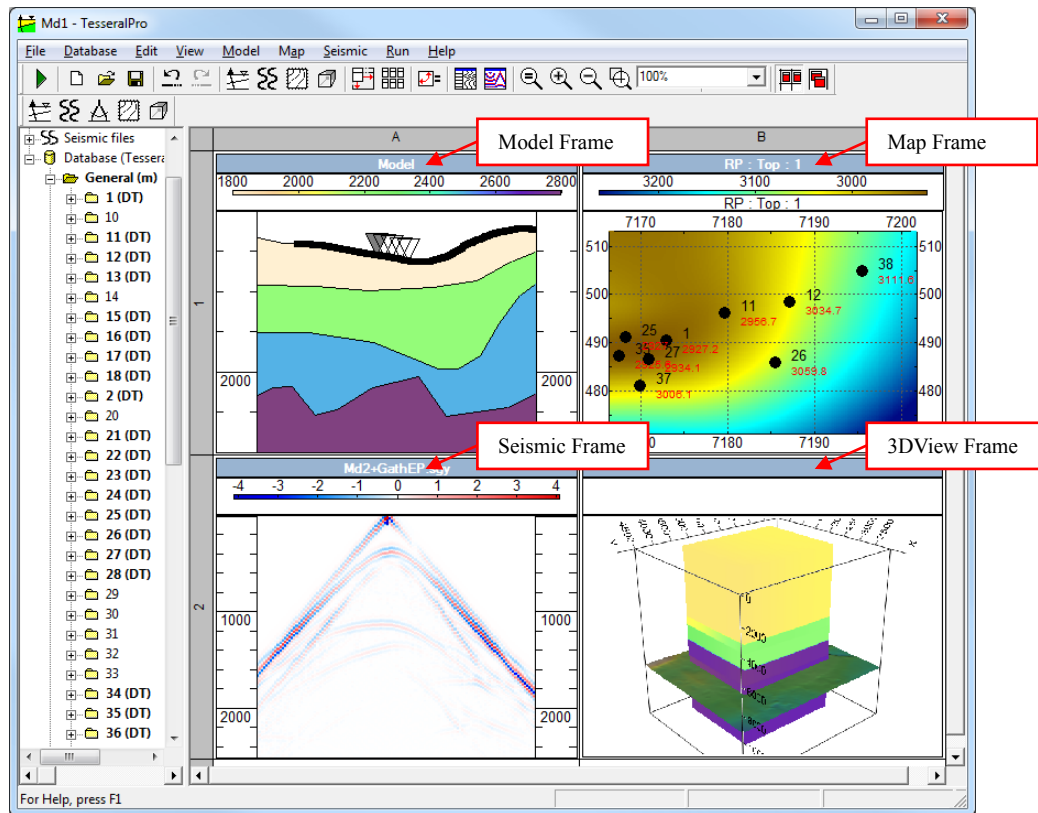 Md1 - TesseralPro
File Database Edit View Model Map Seismic Run Help
100%
Seismic files
Database (Tessera
General (m)
1 (DT)
10
11 (DT)
12 (DT)
13 (DT)
14
15 (DT)
16 (DT)
17 (DT)
18 (DT)
2 (DT)
20
21 (DT)
22 (DT)
23 (DT)
24 (DT)
25 (DT)
26 (DT)
27 (DT)
28 (DT)
29
30
31
32
33
34 (DT)
35 (DT)
36 (DT)
A
B
1
2
Model Frame
Map Frame
Model
1800 2000 2200 2400 2600 2800
2000 2000
RP : Top : 1
3200 3100 3000
RP : Top : 1
7170 7180 7190 7200
510 510
500 500
490 490
480 480
38
3111.6
12
3034.7
11
2956.7
25
1
2927.2
35
27
2934.1
26
3059.8
37
3006.1
7180 7190
Seismic Frame
3DView Frame
Md2+GathEP
-4 -3 -2 -1 0 1 2 3 4
1000 1000
2000 2000
For Help, press F1